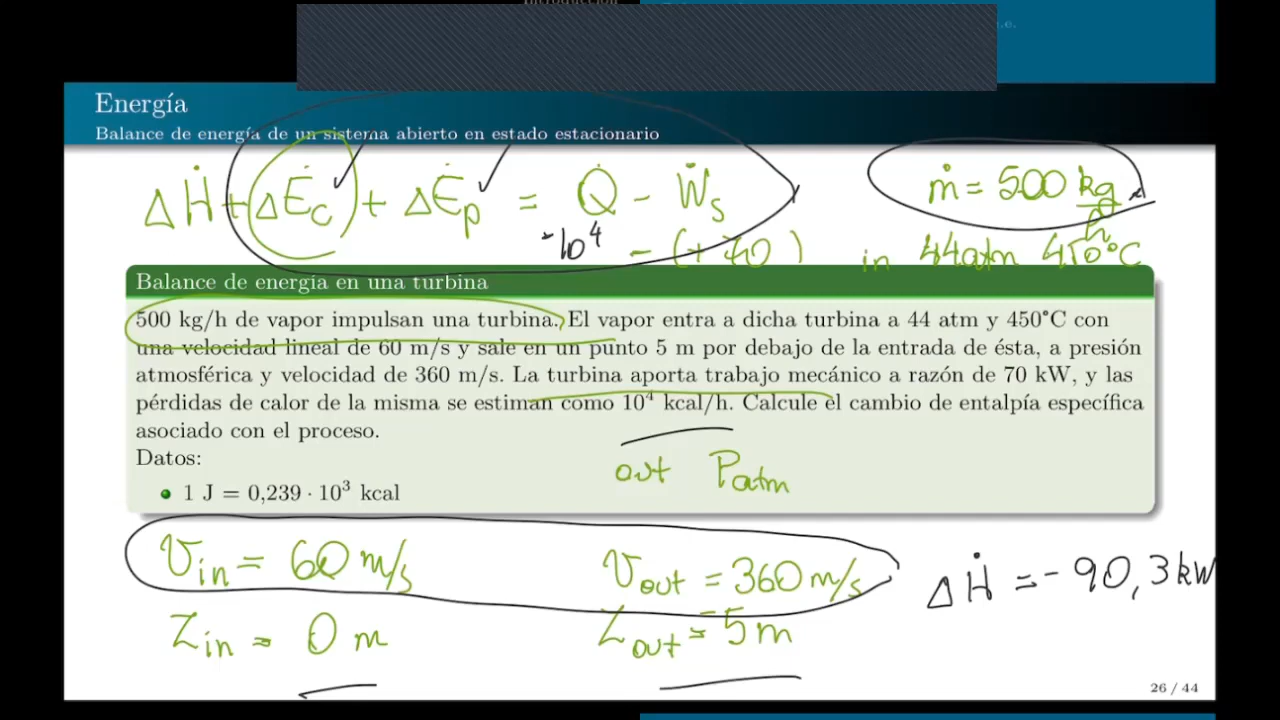 Introducción
.e.
Energía
Balance de energía de un sistema abierto en estado estacionario
ΔḢ + ΔĖc + ΔĖp = Q̇ - Ẇs
ṁ = 500 kg/h
-10⁴ - (+70)
in 44atm 450°C
Balance de energía en una turbina
500 kg/h de vapor impulsan una turbina. El vapor entra a dicha turbina a 44 atm y 450°C con
una velocidad lineal de 60 m/s y sale en un punto 5 m por debajo de la entrada de ésta, a presión
atmosférica y velocidad de 360 m/s. La turbina aporta trabajo mecánico a razón de 70 kW, y las
pérdidas de calor de la misma se estiman como 10⁴ kcal/h. Calcule el cambio de entalpía específica
asociado con el proceso.
Datos:
out Patm
1 J = 0,239 · 10³ kcal
Vin = 60 m/s
Vout = 360 m/s
ΔḢ = -90,3 kW
Zin = 0 m
Zout = 5 m
26 / 44